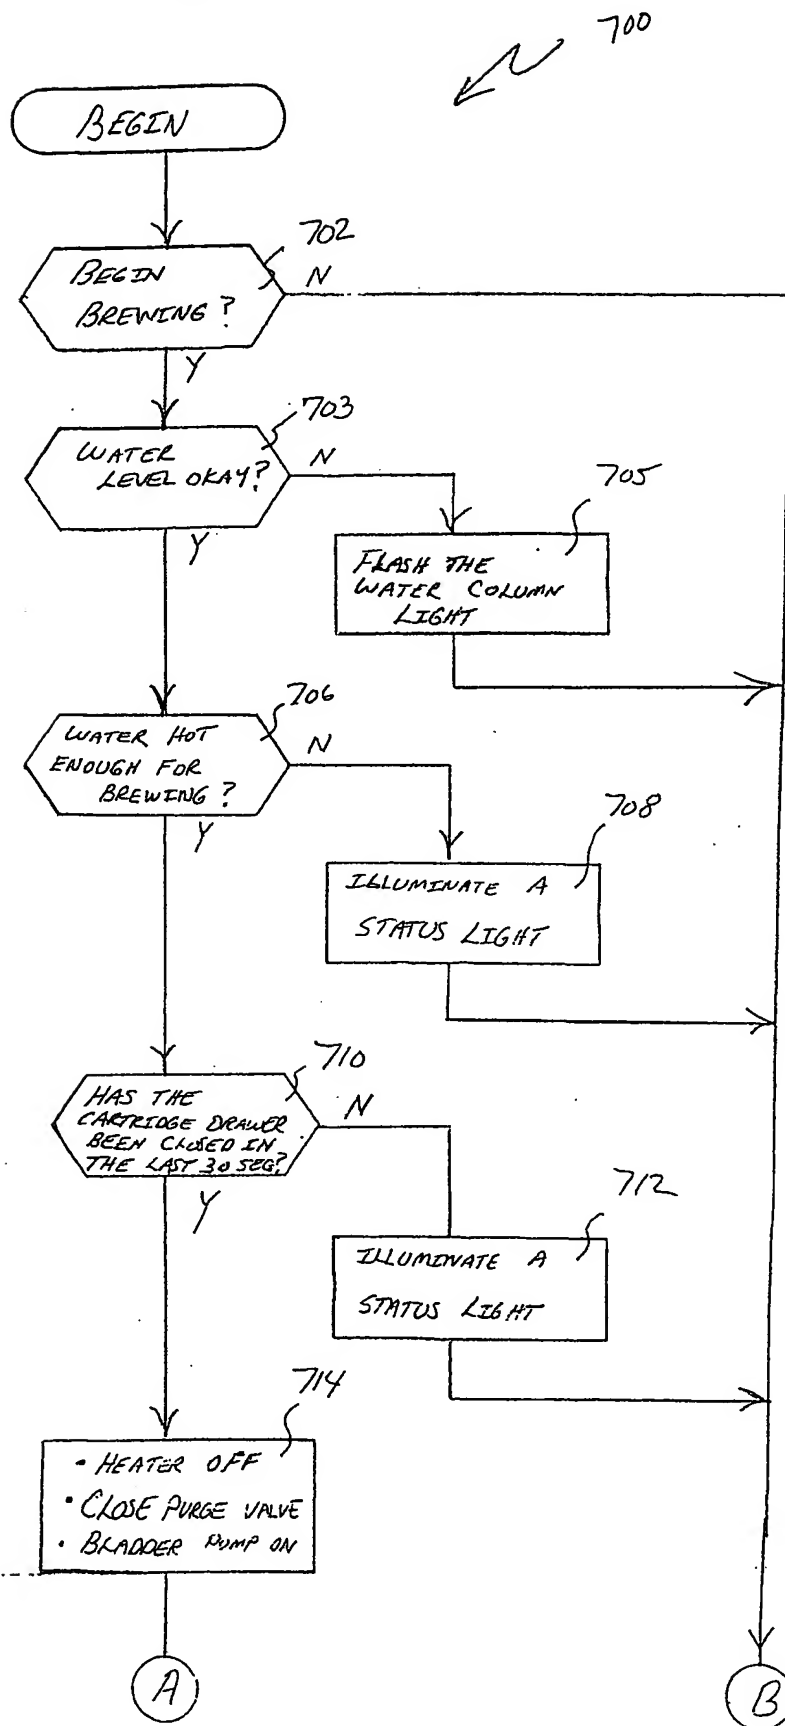 700
BEGIN
702
BEGIN
BREWING?
N
Y
703
WATER
LEVEL OKAY?
N
Y
705
FLASH THE
WATER COLUMN
LIGHT
706
WATER HOT
ENOUGH FOR
BREWING?
N
Y
708
ILLUMINATE A
STATUS LIGHT
710
HAS THE
CARTRIDGE DRAWER
BEEN CLOSED IN
THE LAST 30 SEC?
N
Y
712
ILLUMINATE A
STATUS LIGHT
714
• HEATER OFF
• CLOSE PURGE VALVE
• BLADDER PUMP ON
A
B